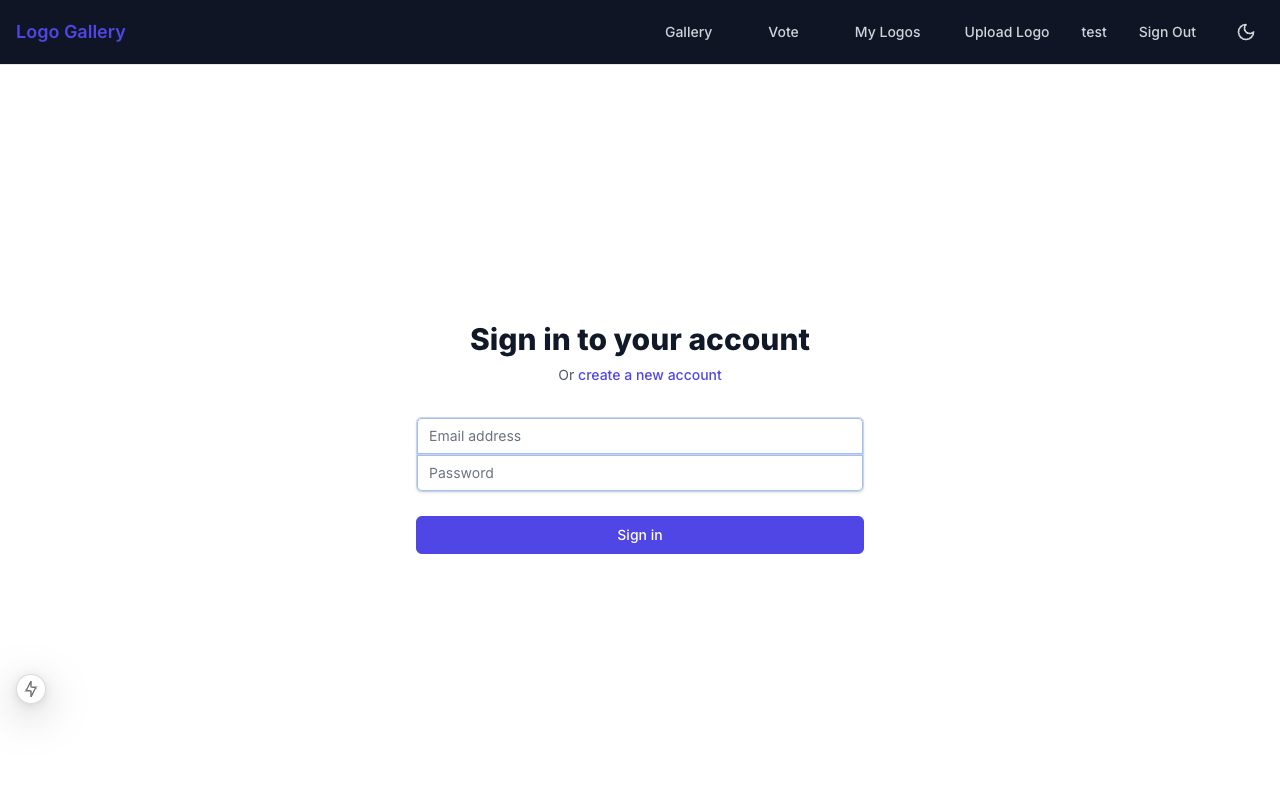 Logo Gallery Gallery Vote My Logos Upload Logo test Sign Out
Sign in to your account
Or create a new account
Email address
Password
Sign in